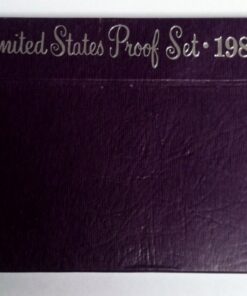 nited States Proof Set · 198